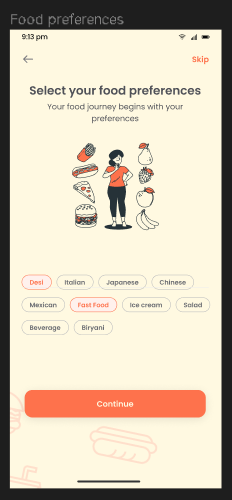 Food preferences
9:13 pm
Skip
Select your food preferences
Your food journey begins with your
preferences
Desi Italian Japanese Chinese
Mexican Fast Food Ice cream Salad
Beverage Biryani
Continue